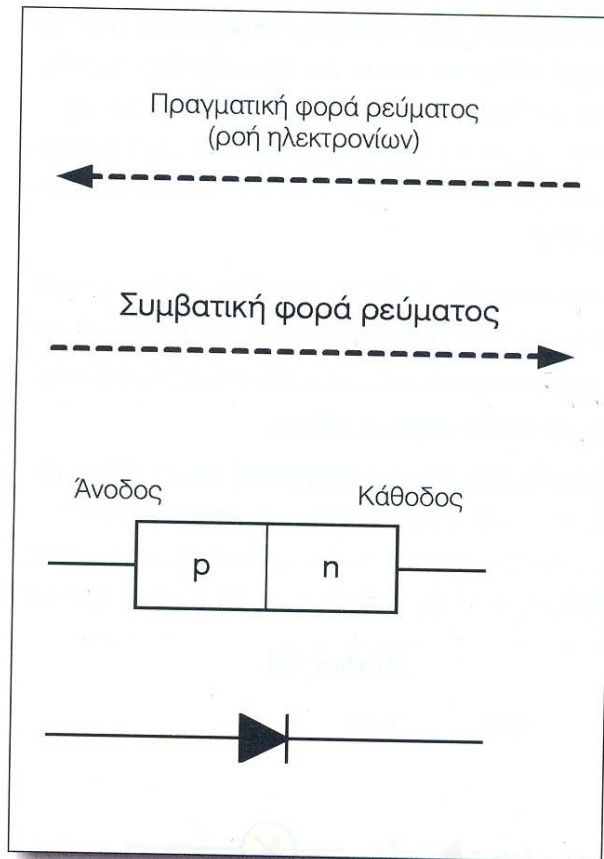 Πραγματική φορά ρεύματος
(ροή ηλεκτρονίων)
Συμβατική φορά ρεύματος
Άνοδος Κάθοδος
p n